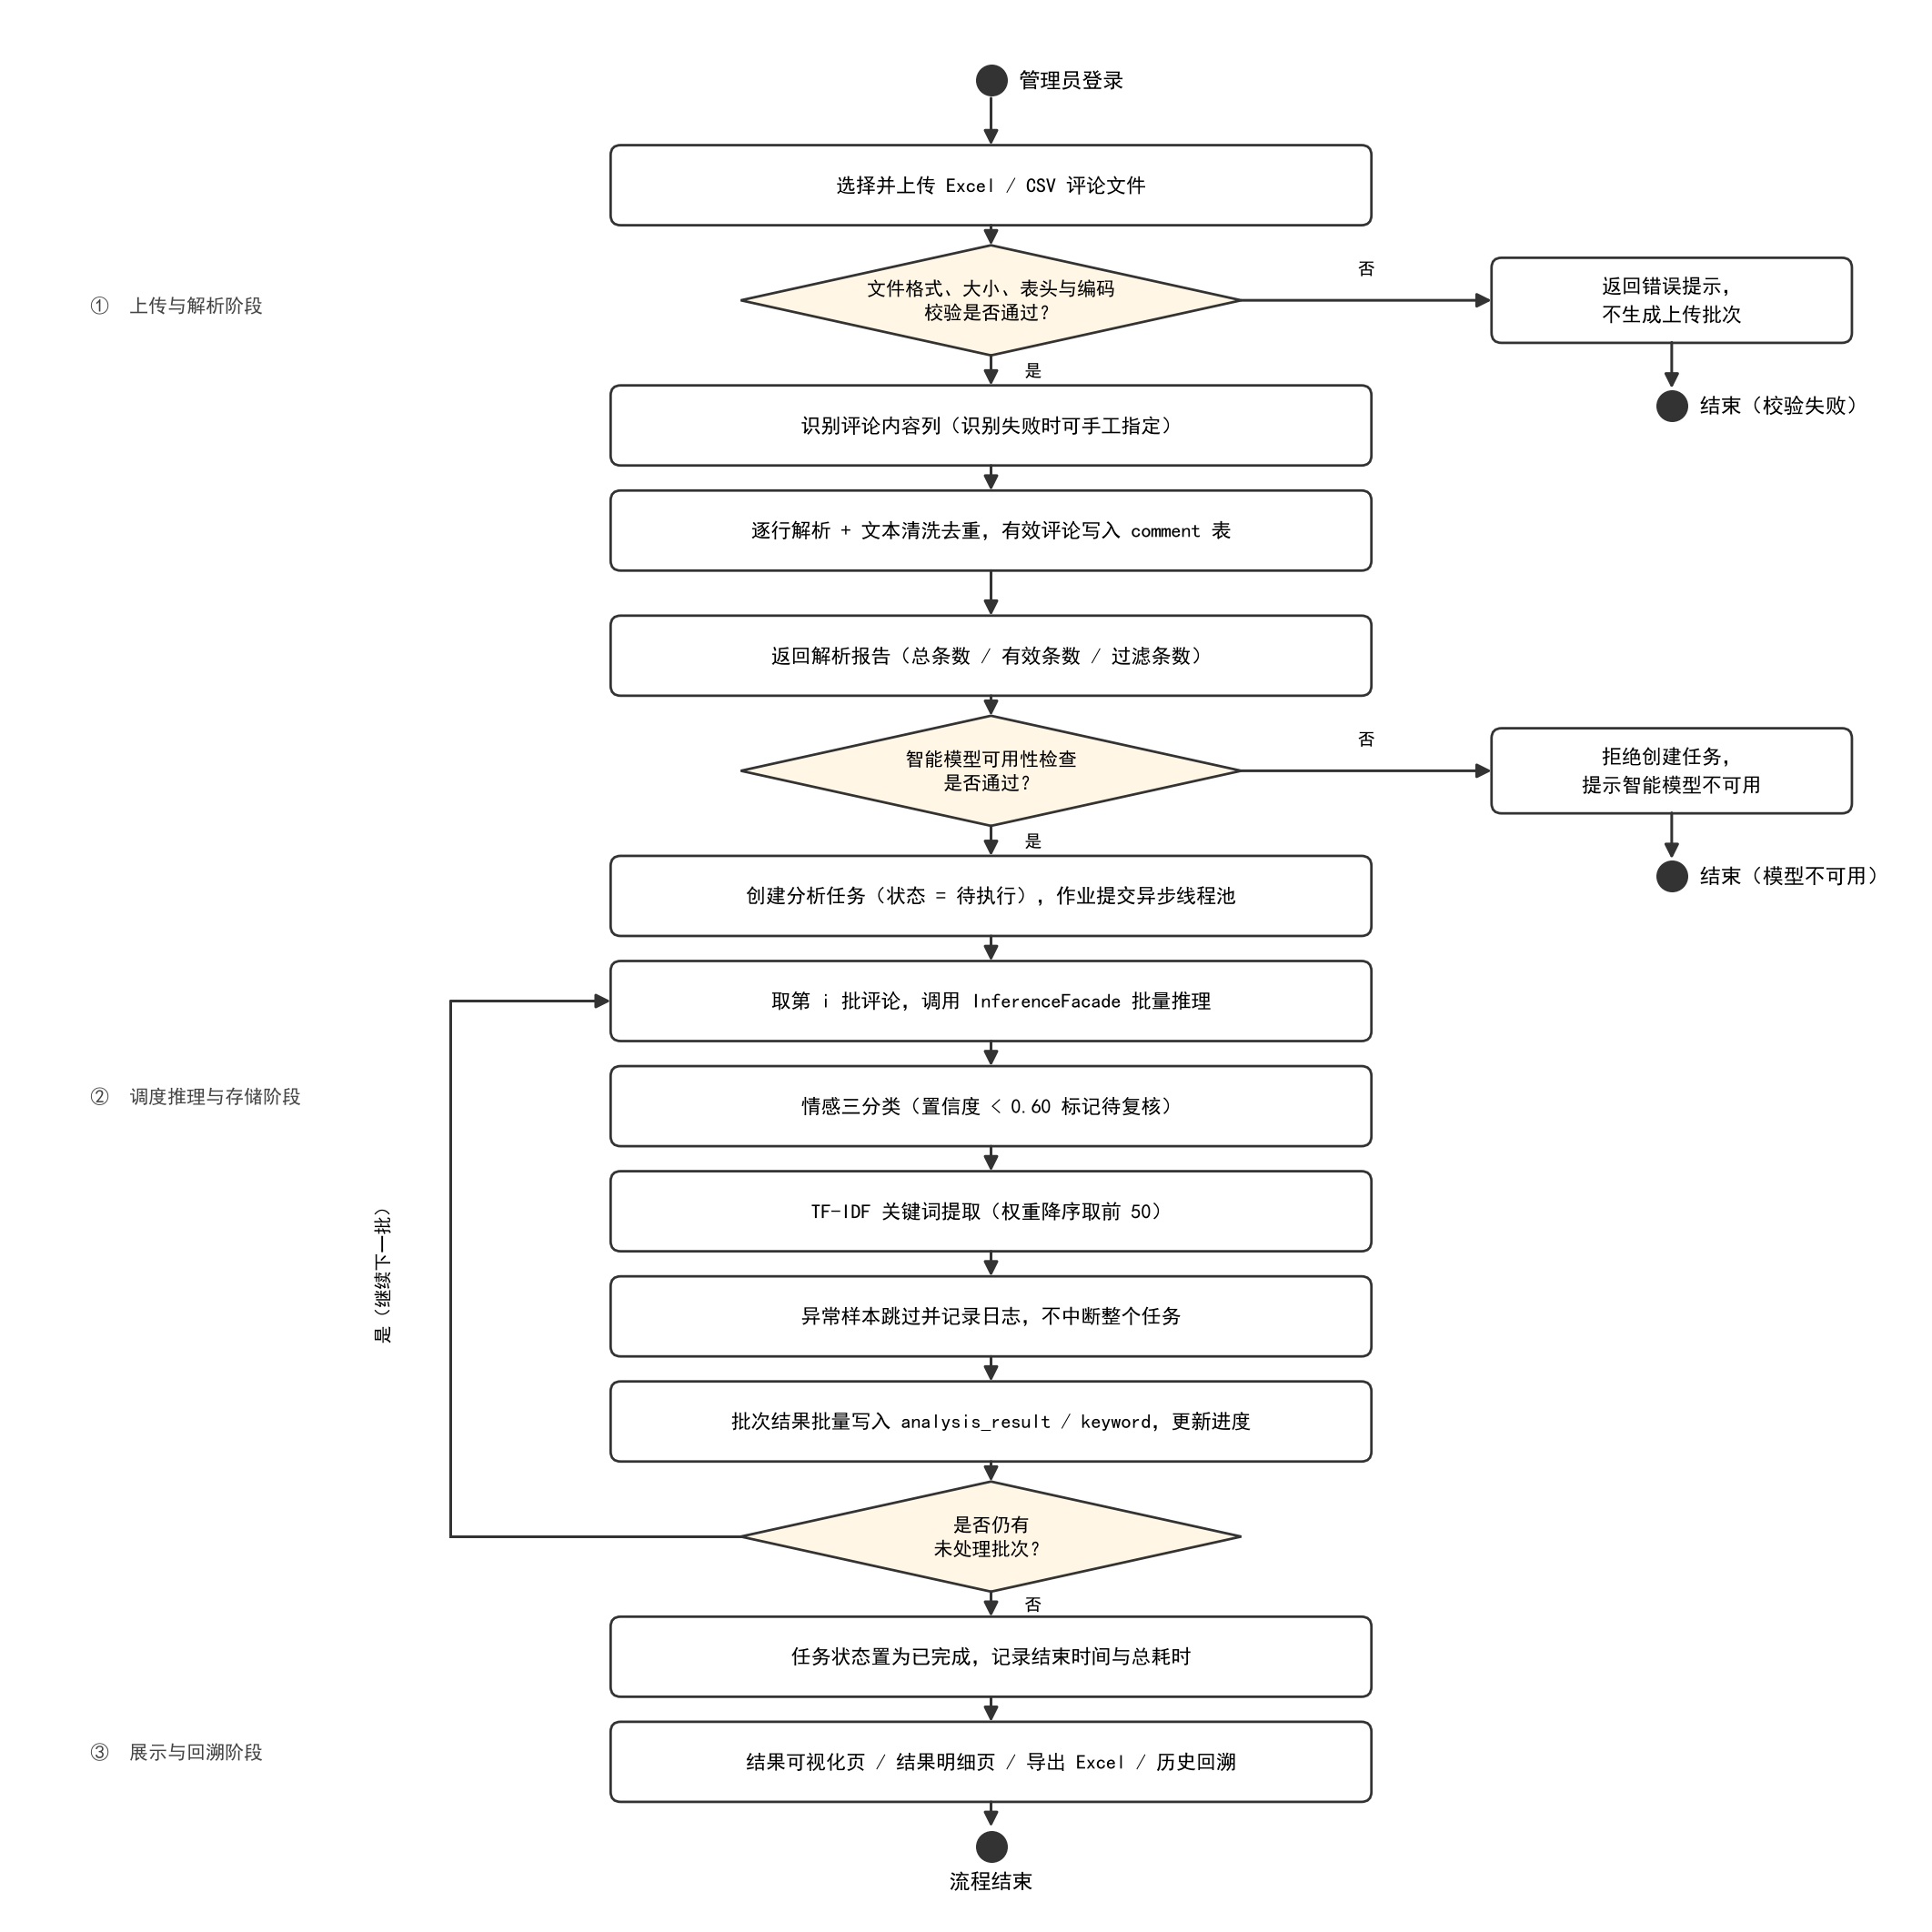 管理员登录
选择并上传 Excel / CSV 评论文件
① 上传与解析阶段
文件格式、大小、表头与编码
校验是否通过？
否
返回错误提示，
不生成上传批次
是
结束（校验失败）
识别评论内容列（识别失败时可手工指定）
逐行解析 + 文本清洗去重，有效评论写入 comment 表
返回解析报告（总条数 / 有效条数 / 过滤条数）
智能模型可用性检查
是否通过？
否
拒绝创建任务，
提示智能模型不可用
是
结束（模型不可用）
创建分析任务（状态 = 待执行），作业提交异步线程池
取第 i 批评论，调用 InferenceFacade 批量推理
② 调度推理与存储阶段
情感三分类（置信度 < 0.60 标记待复核）
TF-IDF 关键词提取（权重降序取前 50）
是（继续下一批）
异常样本跳过并记录日志，不中断整个任务
批次结果批量写入 analysis_result / keyword，更新进度
是否仍有
未处理批次？
否
任务状态置为已完成，记录结束时间与总耗时
③ 展示与回溯阶段
结果可视化页 / 结果明细页 / 导出 Excel / 历史回溯
流程结束